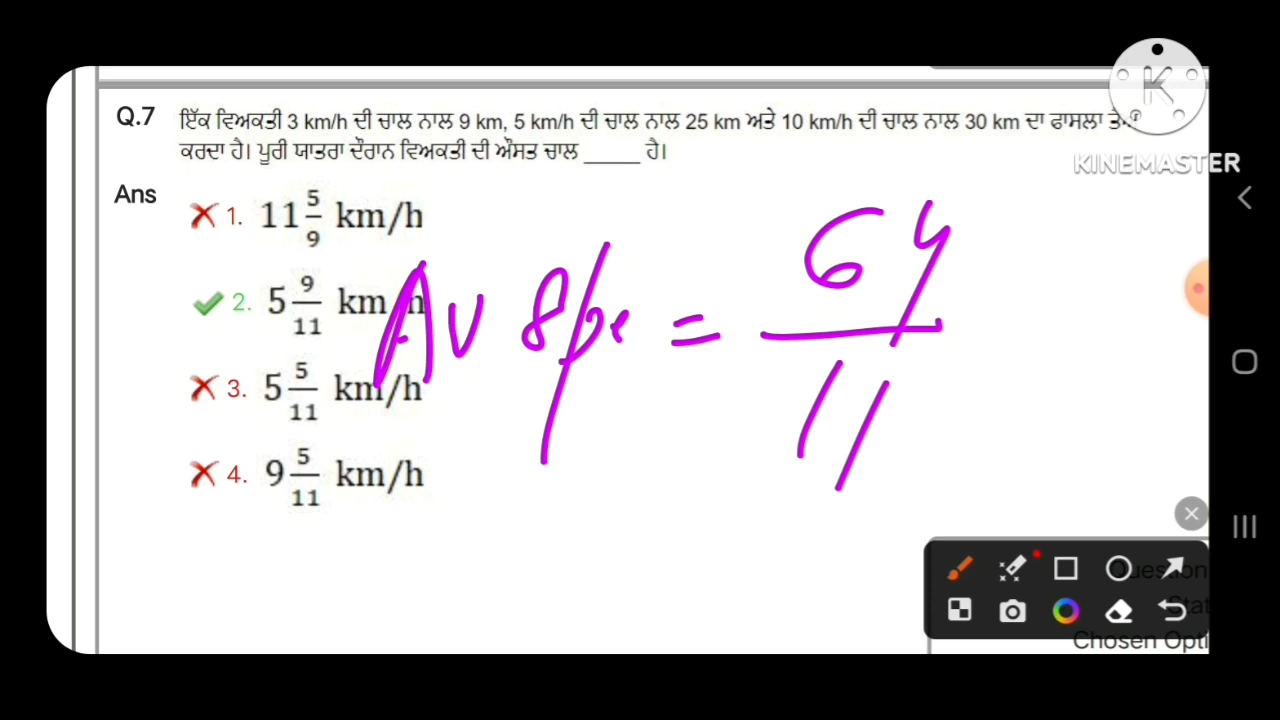 Q.7 ਇੱਕ ਵਿਅਕਤੀ 3 km/h ਦੀ ਚਾਲ ਨਾਲ 9 km, 5 km/h ਦੀ ਚਾਲ ਨਾਲ 25 km ਅਤੇ 10 km/h ਦੀ ਚਾਲ ਨਾਲ 30 km ਦਾ ਫਾਸਲਾ
ਕਰਦਾ ਹੈ। ਪੂਰੀ ਯਾਤਰਾ ਦੌਰਾਨ ਵਿਅਕਤੀ ਦੀ ਔਸਤ ਚਾਲ _____ ਹੈ।
KINEMASTER
Ans
1. 11 5/9 km/h
2. 5 9/11 km/h
3. 5 5/11 km/h
4. 9 5/11 km/h
Av Spe = 64/11
Question
Chosen